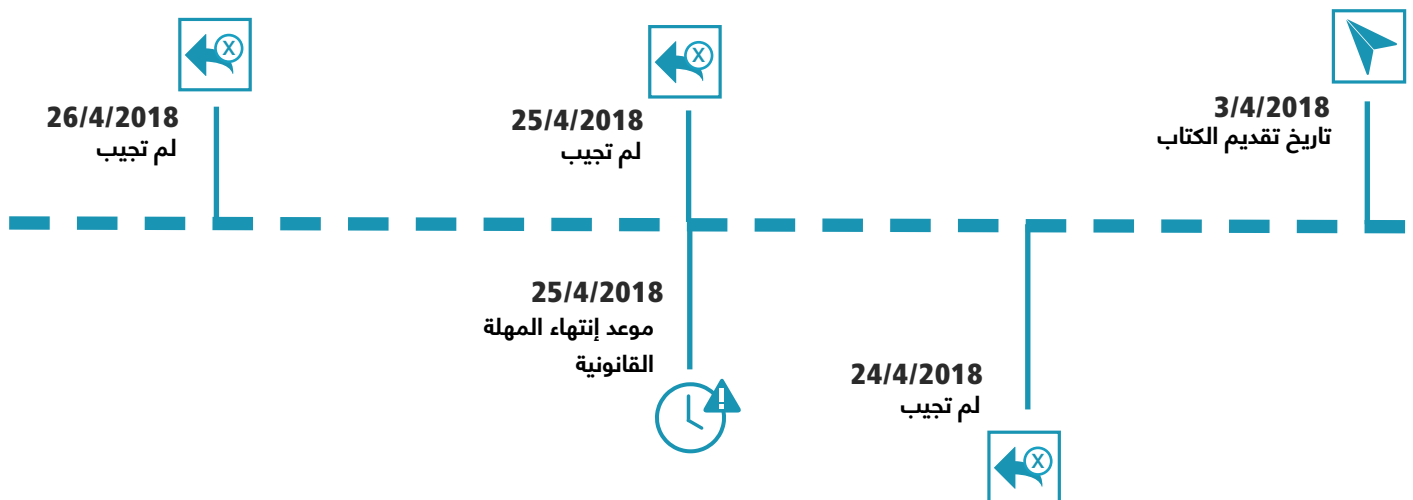 3/4/2018
تاريخ تقديم الكتاب
24/4/2018
لم تجيب
25/4/2018
لم تجيب
25/4/2018
موعد إنتهاء المهلة
القانونية
26/4/2018
لم تجيب
X
X
X